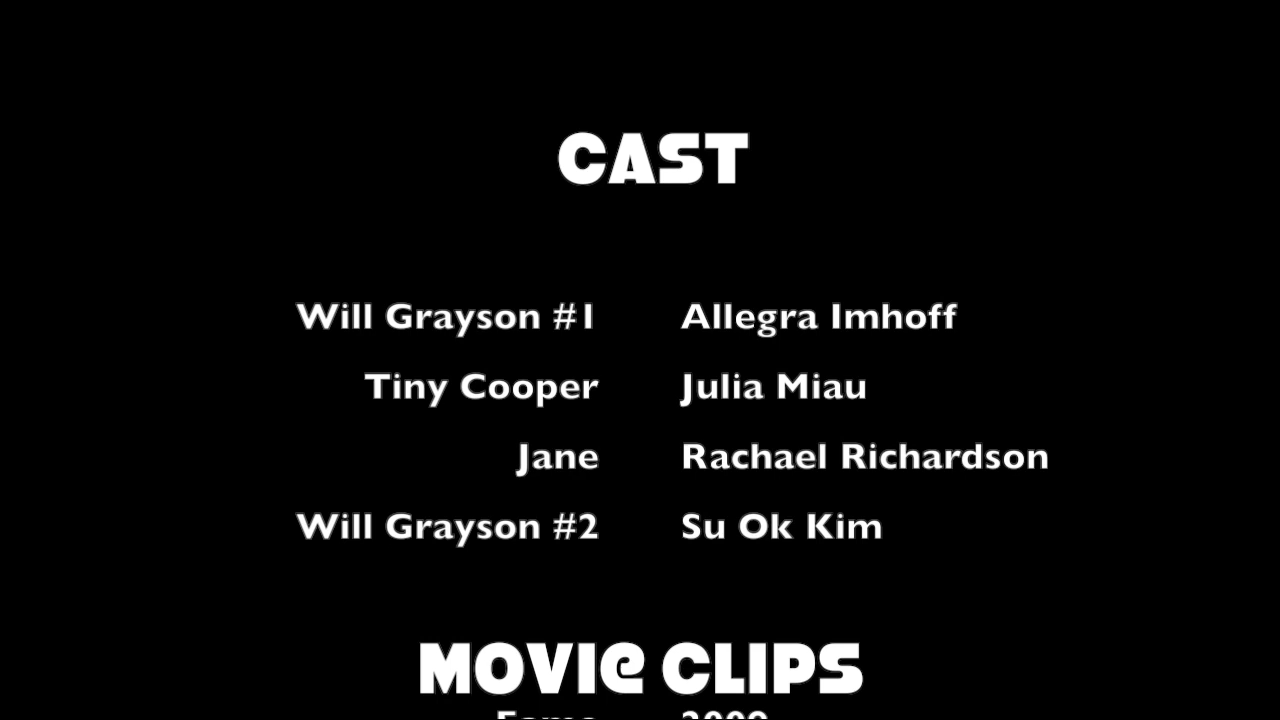 CAST
Will Grayson #1 Allegra Imhoff
Tiny Cooper Julia Miau
Jane Rachael Richardson
Will Grayson #2 Su Ok Kim
MOVIE CLIPS